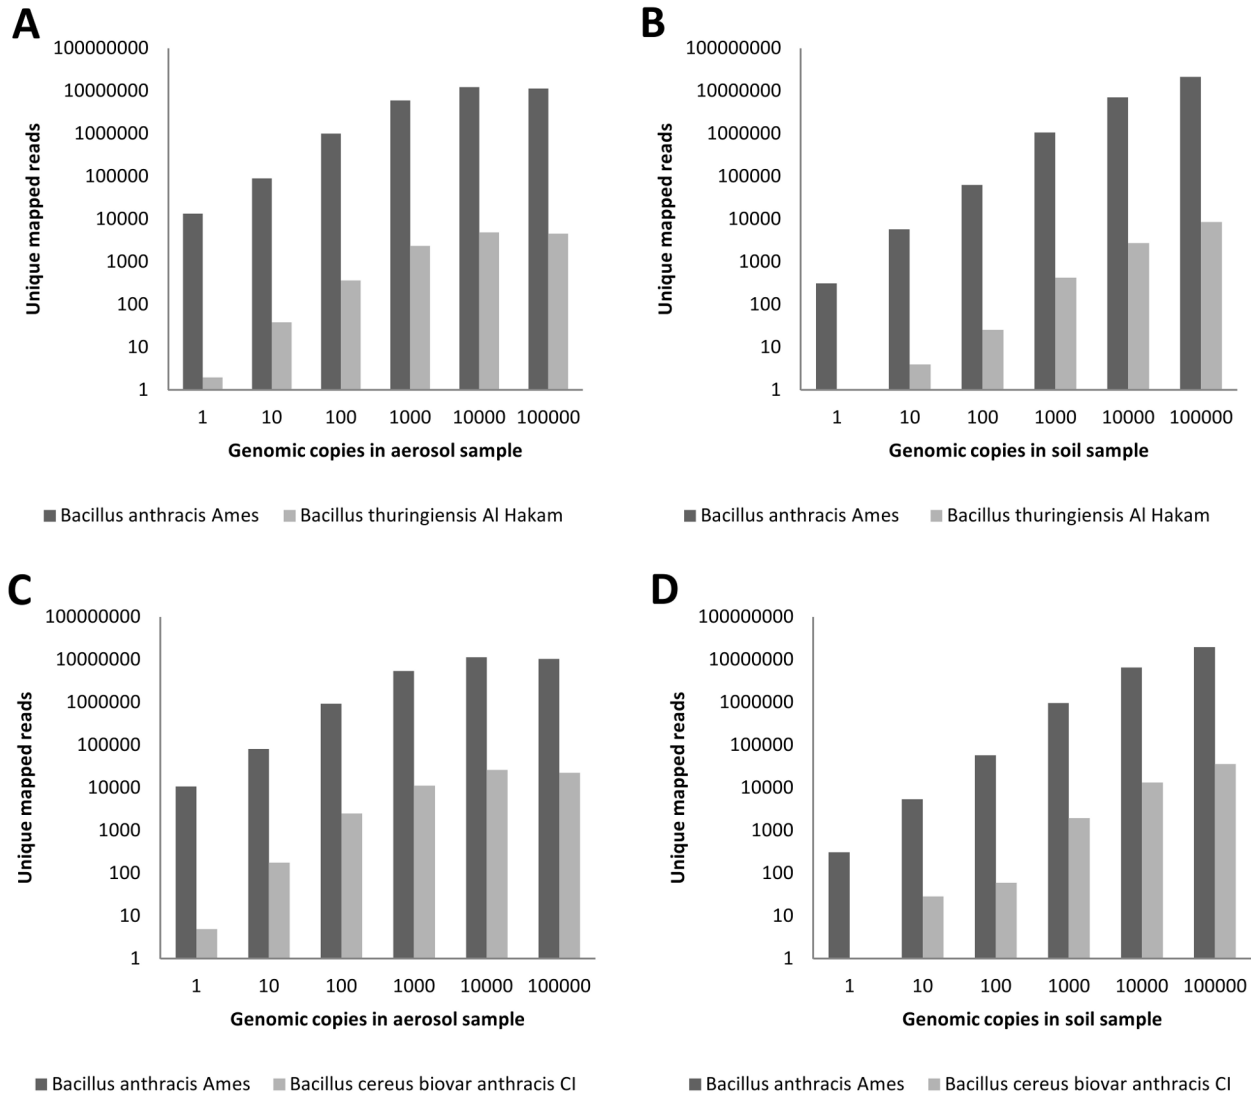 A
100000000
10000000
1000000
100000
10000
1000
100
10
1
Unique mapped reads
1 10 100 1000 10000 100000
Genomic copies in aerosol sample
Bacillus anthracis Ames Bacillus thuringiensis Al Hakam
B
100000000
10000000
1000000
100000
10000
1000
100
10
1
Unique mapped reads
1 10 100 1000 10000 100000
Genomic copies in soil sample
Bacillus anthracis Ames Bacillus thuringiensis Al Hakam
C
100000000
10000000
1000000
100000
10000
1000
100
10
1
Unique mapped reads
1 10 100 1000 10000 100000
Genomic copies in aerosol sample
Bacillus anthracis Ames Bacillus cereus biovar anthracis CI
D
100000000
10000000
1000000
100000
10000
1000
100
10
1
Unique mapped reads
1 10 100 1000 10000 100000
Genomic copies in soil sample
Bacillus anthracis Ames Bacillus cereus biovar anthracis CI